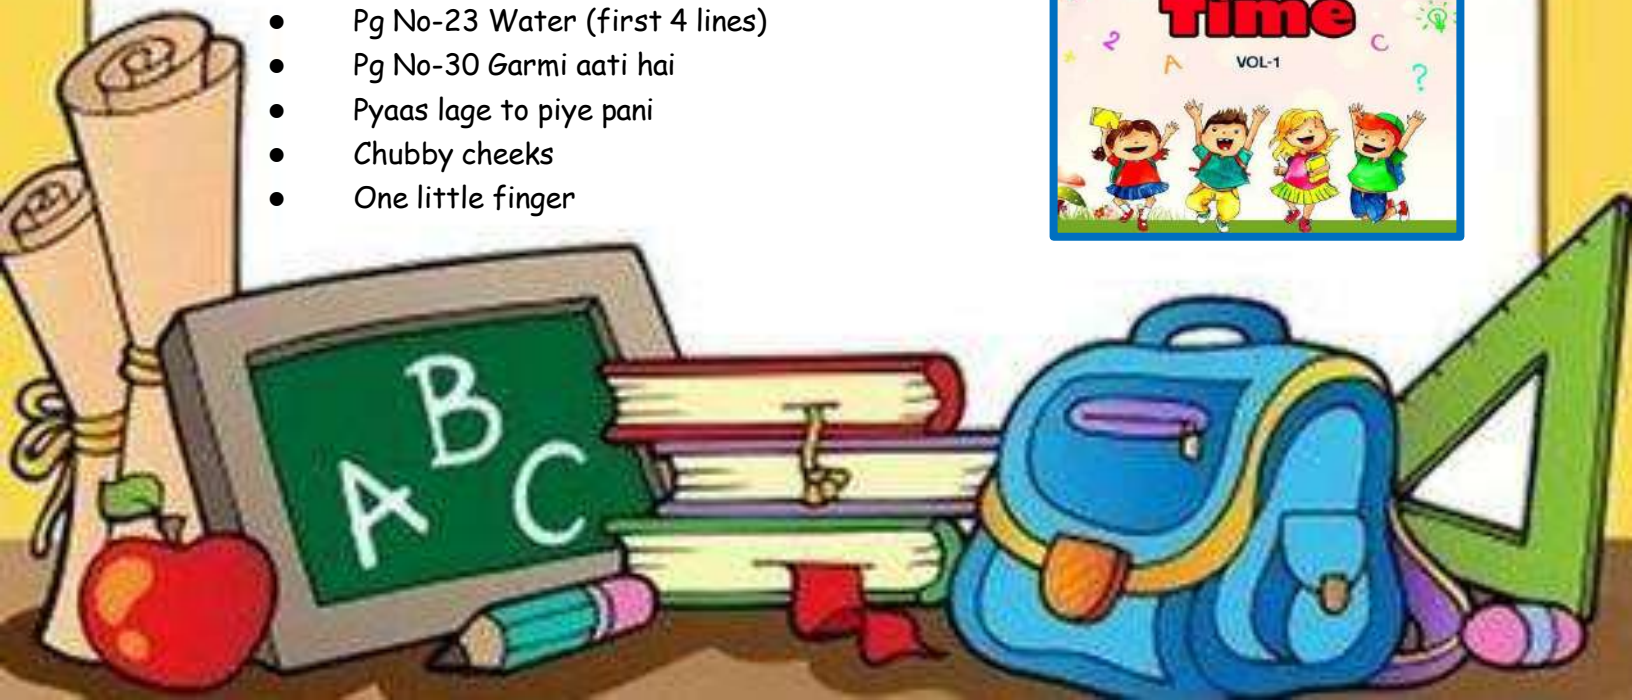 ● Pg No-23 Water (first 4 lines)
● Pg No-30 Garmi aati hai
● Pyaas lage to piye pani
● Chubby cheeks
● One little finger
Time
2 C
A VOL-1 ?
B
A C